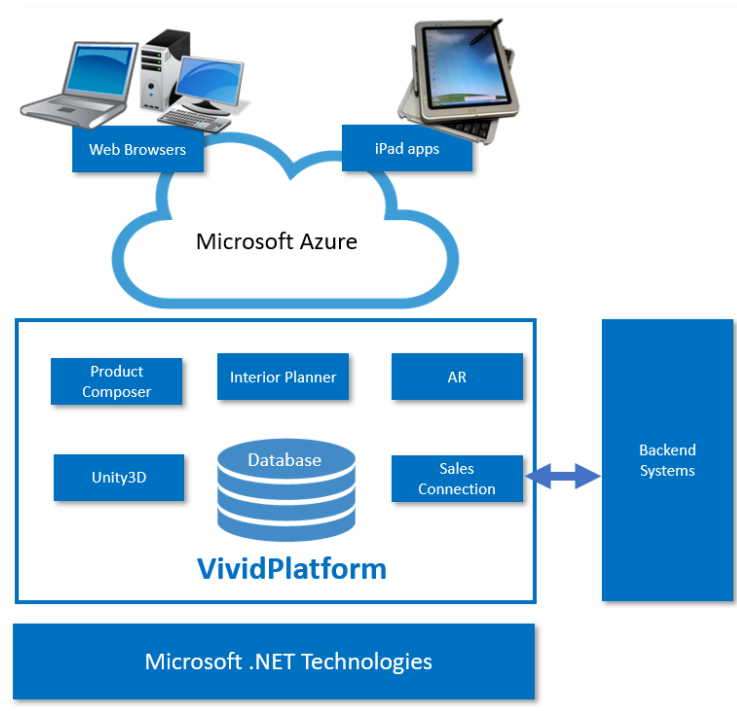 Web Browsers
iPad apps
Microsoft Azure
Product
Composer
Interior Planner
AR
Unity3D
Database
Sales
Connection
Backend
Systems
VividPlatform
Microsoft .NET Technologies